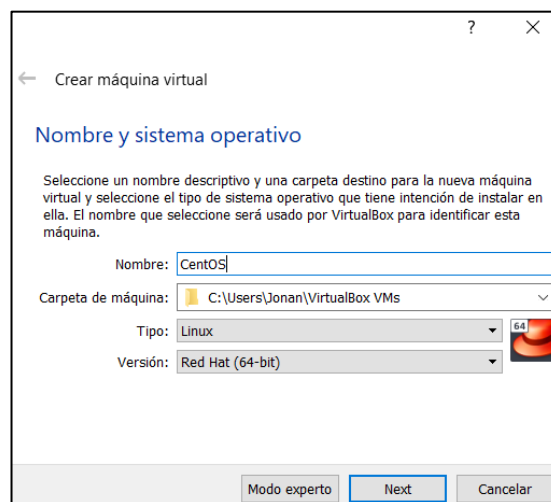 ?
Crear máquina virtual
Nombre y sistema operativo
Seleccione un nombre descriptivo y una carpeta destino para la nueva máquina
virtual y seleccione el tipo de sistema operativo que tiene intención de instalar en
ella. El nombre que seleccione será usado por VirtualBox para identificar esta
máquina.
Nombre: CentOS
Carpeta de máquina: C:\Users\Jonan\VirtualBox VMs
Tipo: Linux
64
Versión: Red Hat (64-bit)
Modo experto Next Cancelar